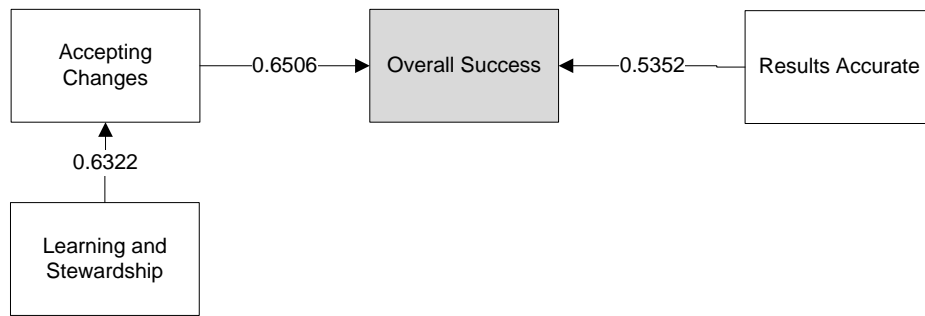 Accepting
Changes
0.6506
Overall Success
0.5352
Results Accurate
0.6322
Learning and
Stewardship